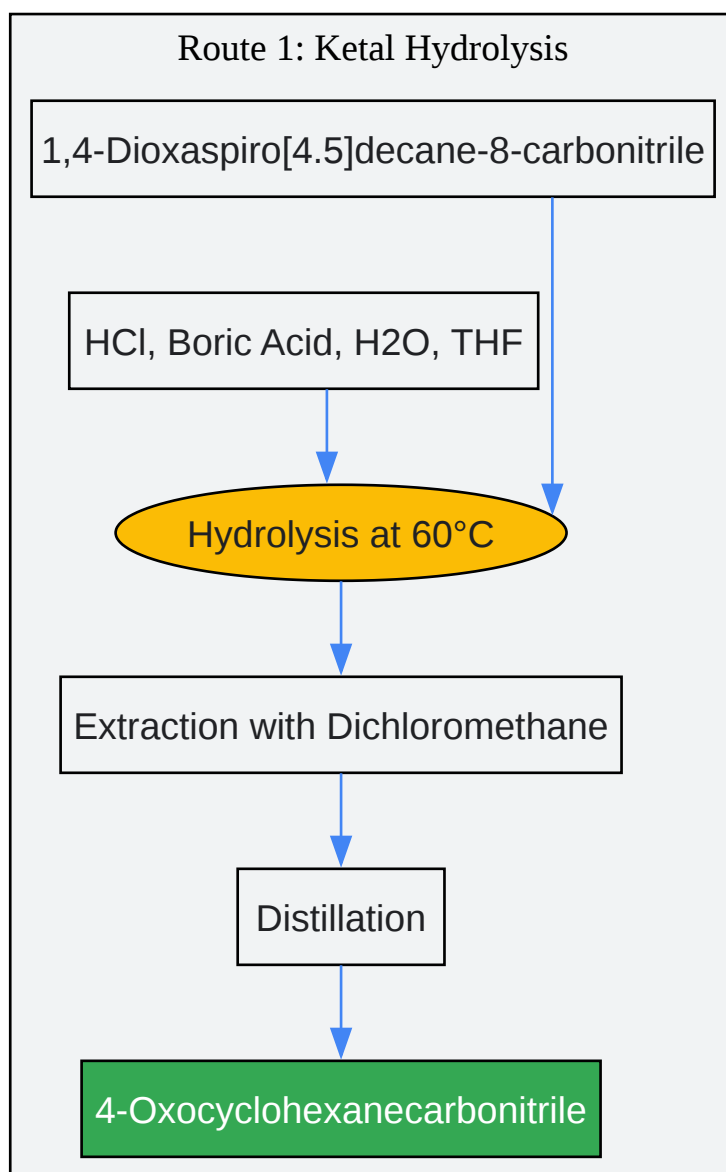 Route 1: Ketal Hydrolysis
1,4-Dioxaspiro[4.5]decane-8-carbonitrile
HCl, Boric Acid, H2O, THF
Hydrolysis at 60°C
Extraction with Dichloromethane
Distillation
4-Oxocyclohexanecarbonitrile